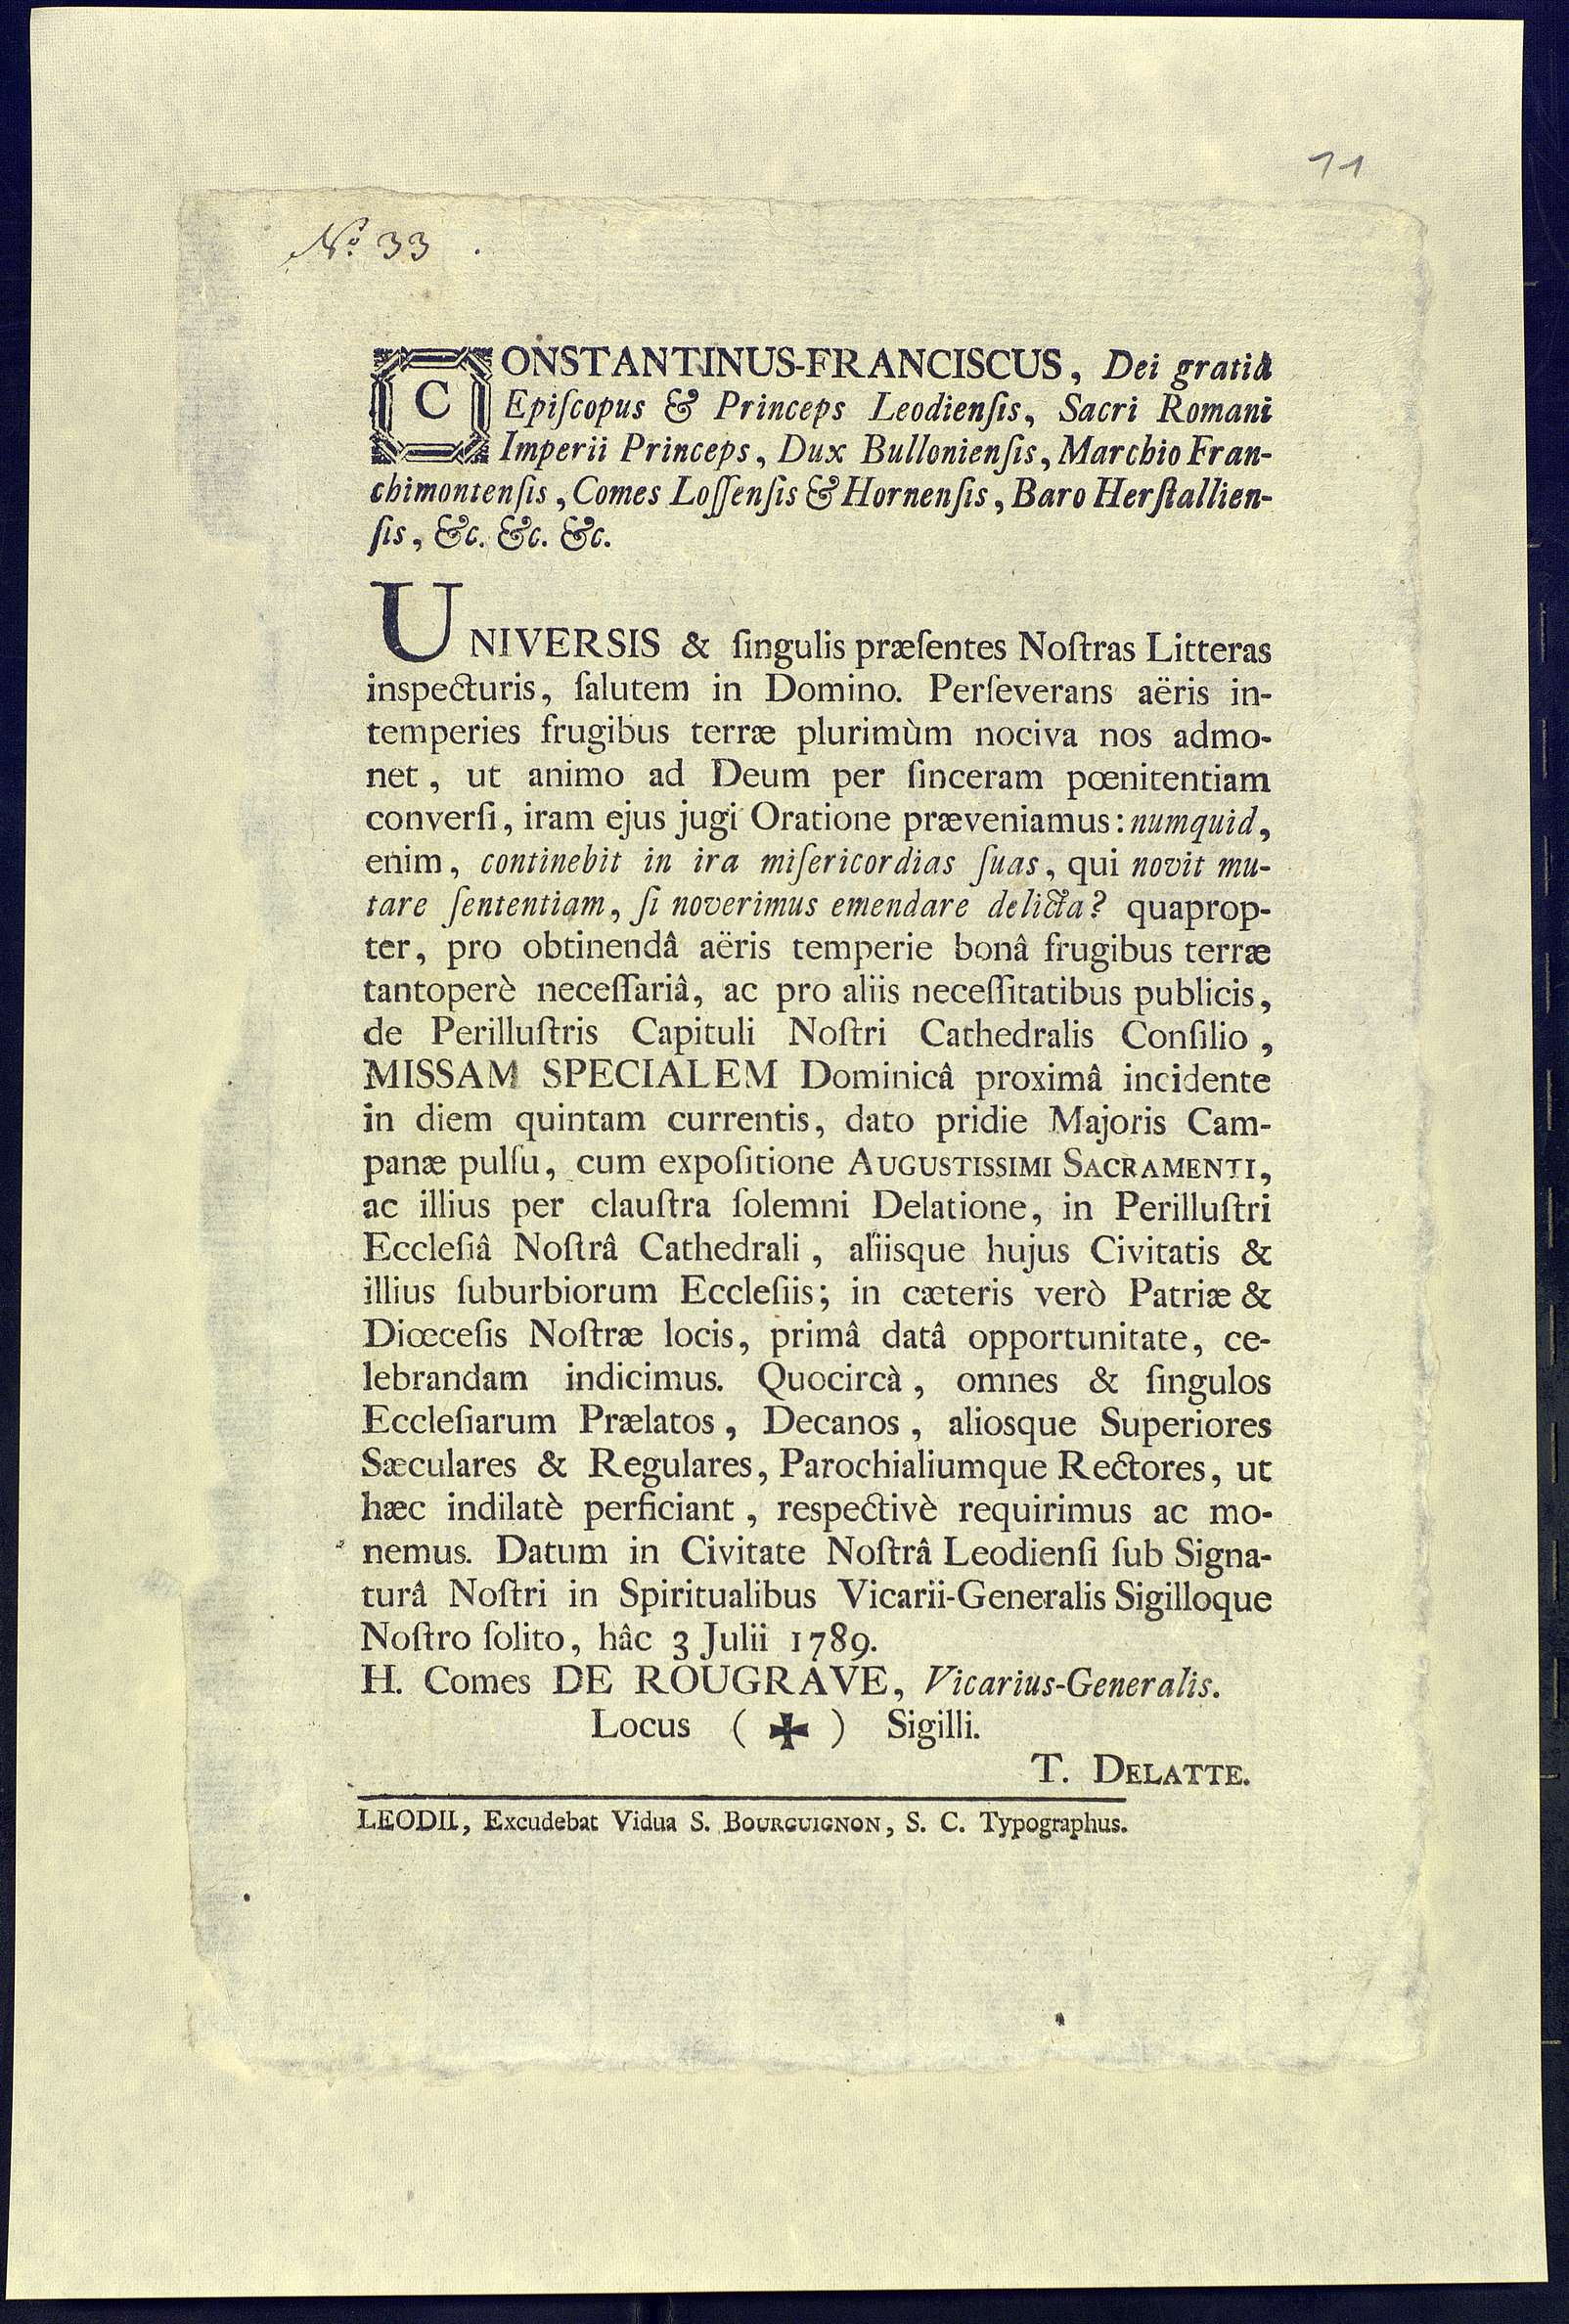 11
No. 33
CONSTANTINUS-FRANCISCUS, Dei gratiâ
Epiſcopus & Princeps Leodienſis, Sacri Romani
Imperii Princeps, Dux Bullonienſis, Marchio Fran-
chimontenſis, Comes Loſſenſis & Hornenſis, Baro Herſtallien-
ſis, &c. &c. &c.
UNIVERSIS & ſingulis præſentes Noſtras Litteras
inspecturis, ſalutem in Domino. Perſeverans aëris in-
temperies frugibus terræ plurimùm nociva nos admo-
net, ut animo ad Deum per ſinceram pœnitentiam
converſi, iram ejus jugi Oratione præveniamus: numquid,
enim, continebit in ira miſericordias ſuas, qui novit mu-
tare ſententiam, ſi noverimus emendare delicta? quaprop-
ter, pro obtinendâ aëris temperie bonâ frugibus terræ
tantoperè neceſſariâ, ac pro aliis neceſſitatibus publicis,
de Perilluſtris Capituli Noſtri Cathedralis Conſilio,
MISSAM SPECIALEM Dominicâ proximâ incidente
in diem quintam currentis, dato pridie Majoris Cam-
panæ pulſu, cum expoſitione AUGUSTISSIMI SACRAMENTI,
ac illius per clauſtra ſolemni Delatione, in Perilluſtri
Eccleſiâ Noſtrâ Cathedrali, aliisque hujus Civitatis &
illius ſuburbiorum Eccleſiis; in cæteris verò Patriæ &
Diœceſis Noſtræ locis, primâ datâ opportunitate, ce-
lebrandam indicimus. Quocircà, omnes & ſingulos
Eccleſiarum Prælatos, Decanos, aliosque Superiores
Sæculares & Regulares, Parochialiumque Rectores, ut
hæc indilatè perficiant, respectivè requirimus ac mo-
nemus. Datum in Civitate Noſtrâ Leodienſi ſub Signa-
turâ Noſtri in Spiritualibus Vicarii-Generalis Sigilloque
Noſtro ſolito, hâc 3 Julii 1789.
H. Comes DE ROUGRAVE, Vicarius-Generalis.
Locus ( ✠ ) Sigilli.
T. DELATTE.
LEODII, Excudebat Vidua S. BOURGUIGNON, S. C. Typographus.